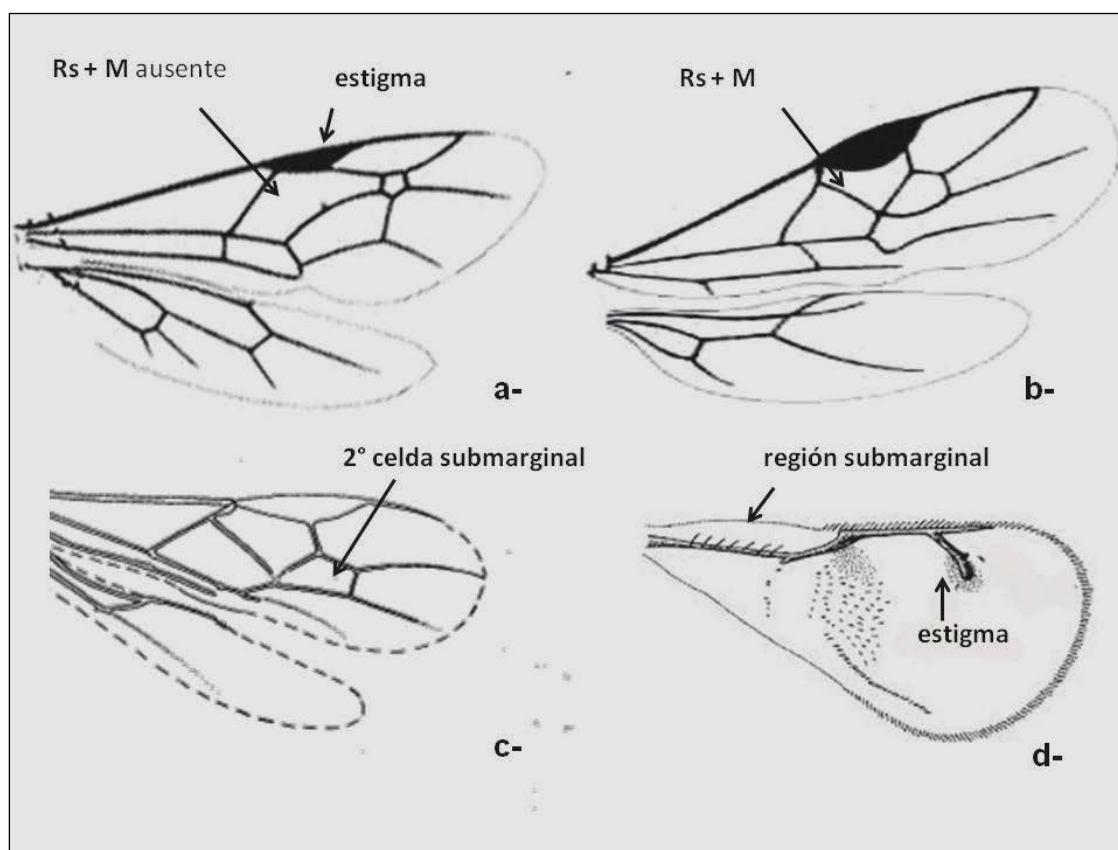 Rs + M ausente
estigma
Rs + M
a-
b-
2° celda submarginal
región submarginal
estigma
c-
d-